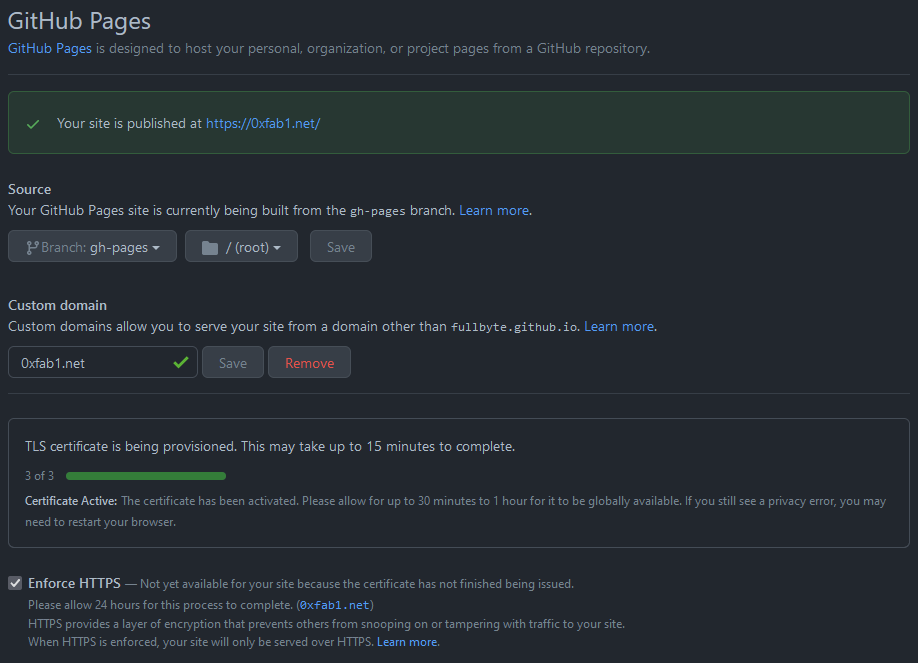 GitHub Pages
GitHub Pages is designed to host your personal, organization, or project pages from a GitHub repository.
Your site is published at https://0xfab1.net/
Source
Your GitHub Pages site is currently being built from the gh-pages branch. Learn more.
Branch: gh-pages / (root) Save
Custom domain
Custom domains allow you to serve your site from a domain other than fullbyte.github.io. Learn more.
0xfab1.net Save Remove
TLS certificate is being provisioned. This may take up to 15 minutes to complete.
3 of 3
Certificate Active: The certificate has been activated. Please allow for up to 30 minutes to 1 hour for it to be globally available. If you still see a privacy error, you may
need to restart your browser.
Enforce HTTPS — Not yet available for your site because the certificate has not finished being issued.
Please allow 24 hours for this process to complete. (0xfab1.net)
HTTPS provides a layer of encryption that prevents others from snooping on or tampering with traffic to your site.
When HTTPS is enforced, your site will only be served over HTTPS. Learn more.